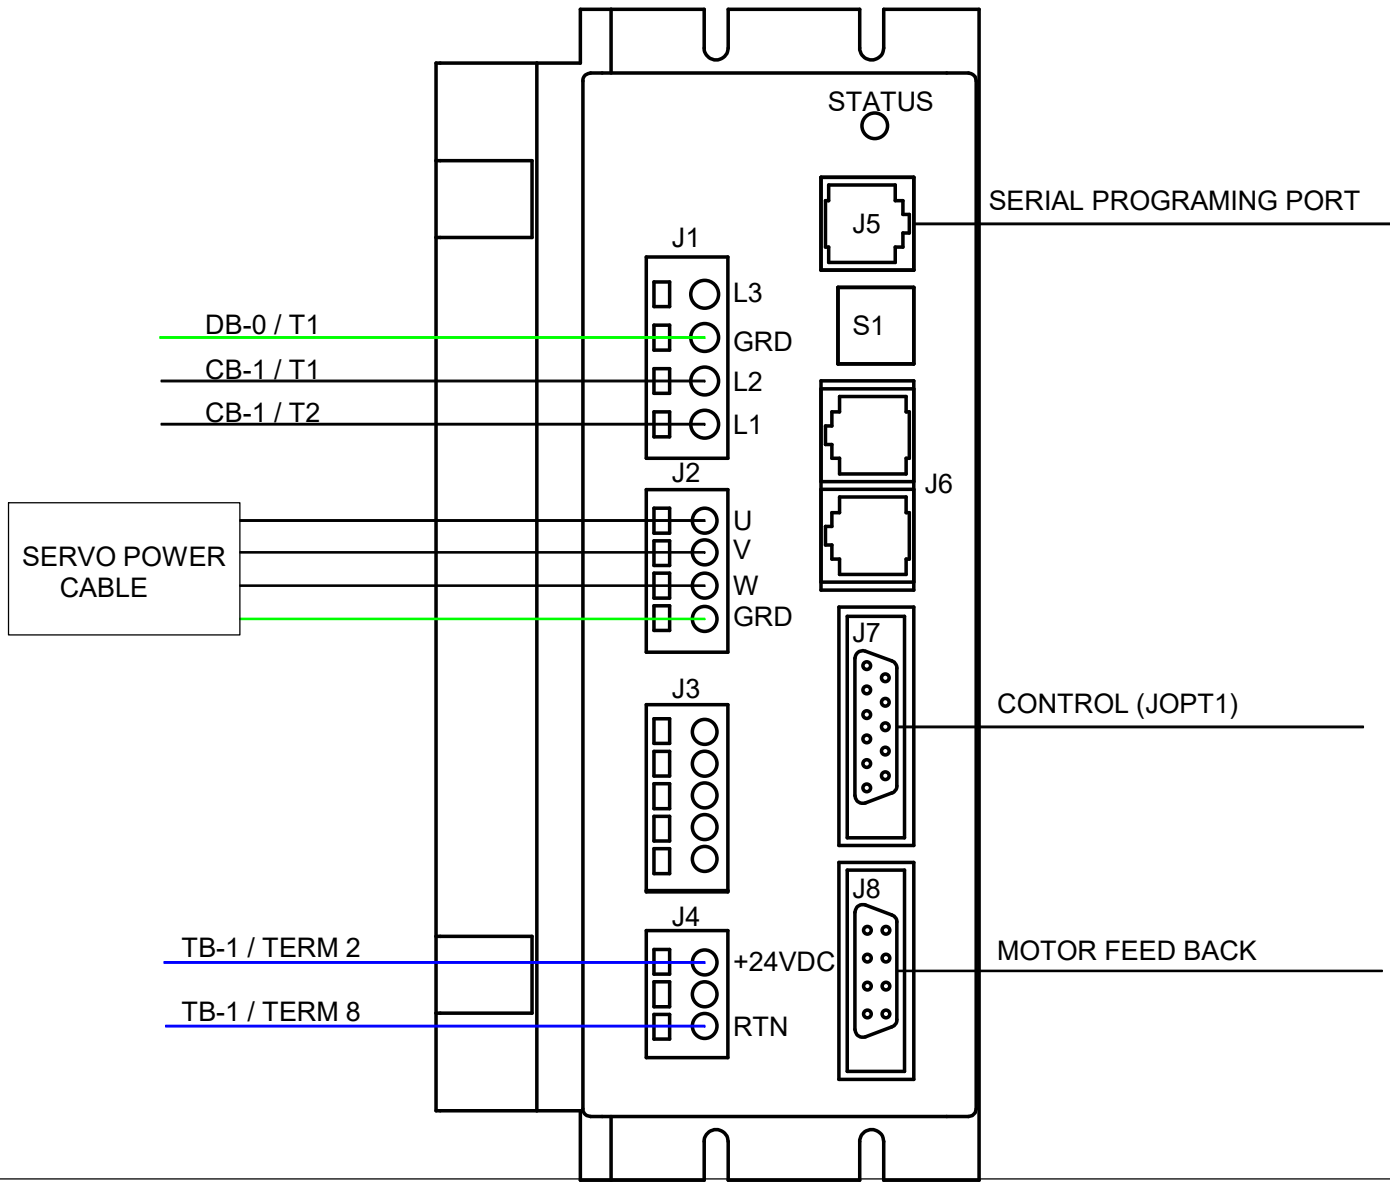 STATUS
SERIAL PROGRAMING PORT
J5
J1
L3
S1
DB-0 / T1
GRD
CB-1 / T1
L2
CB-1 / T2
L1
J2
J6
U
SERVO POWER
CABLE
V
W
GRD
J7
J3
CONTROL (JOPT1)
J8
J4
TB-1 / TERM 2
+24VDC
MOTOR FEED BACK
TB-1 / TERM 8
RTN